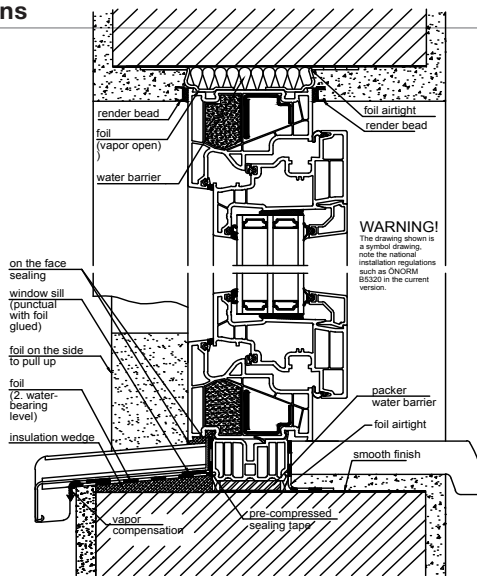 ns
render bead
foil
(vapor open)
)
water barrier
foil airtight
render bead
WARNING!
The drawing shown is
a symbol drawing,
note the national
installation regulations
such as ÖNORM
B5320 in the current
version.
on the face
sealing
window sill
(punctual
with foil
glued)
foil on the side
to pull up
foil
(2. water-
bearing
level)
insulation wedge
packer
water barrier
foil airtight
smooth finish
vapor
compensation
pre-compressed
sealing tape